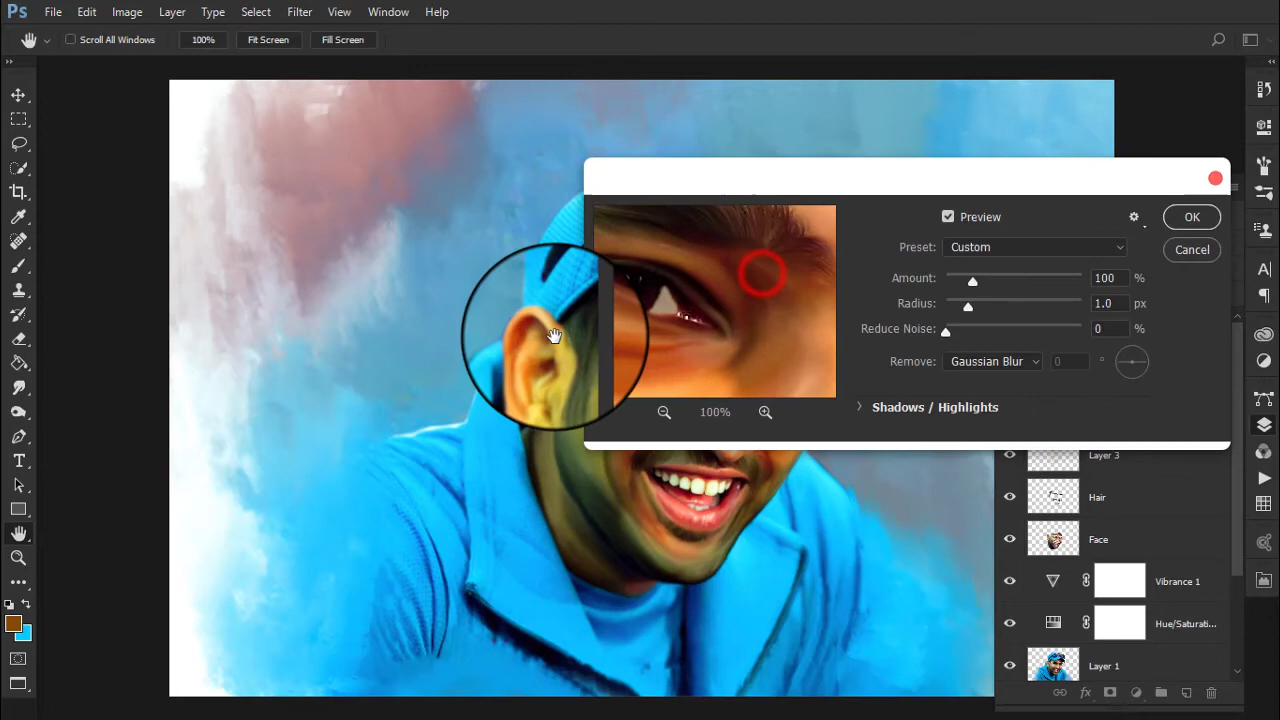 Ps File Edit Image Layer Type Select Filter View Window Help
Scroll All Windows 100% Fit Screen Fill Screen
Preview OK
Preset: Custom Cancel
Amount: 100 %
Radius: 1.0 px
Reduce Noise: 0 %
Remove: Gaussian Blur 0 °
100%
Shadows / Highlights
Layer 3
Hair
Face
Vibrance 1
Hue/Saturati...
Layer 1
fx